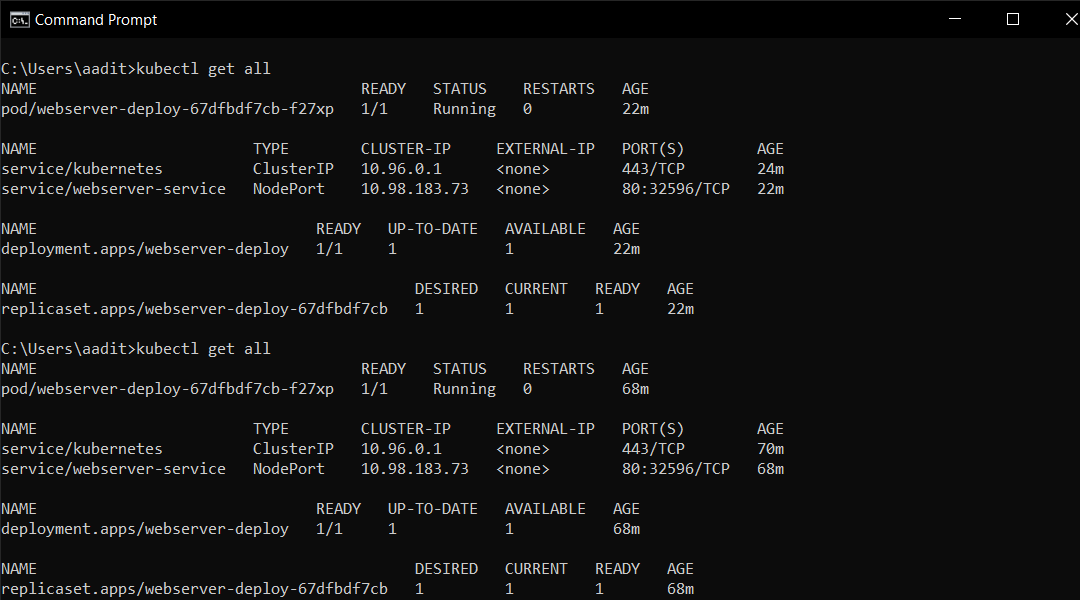 Command Prompt
C:\Users\aadit>kubectl get all
NAME READY STATUS RESTARTS AGE
pod/webserver-deploy-67dfbdf7cb-f27xp 1/1 Running 0 22m
NAME TYPE CLUSTER-IP EXTERNAL-IP PORT(S) AGE
service/kubernetes ClusterIP 10.96.0.1 <none> 443/TCP 24m
service/webserver-service NodePort 10.98.183.73 <none> 80:32596/TCP 22m
NAME READY UP-TO-DATE AVAILABLE AGE
deployment.apps/webserver-deploy 1/1 1 1 22m
NAME DESIRED CURRENT READY AGE
replicaset.apps/webserver-deploy-67dfbdf7cb 1 1 1 22m
C:\Users\aadit>kubectl get all
NAME READY STATUS RESTARTS AGE
pod/webserver-deploy-67dfbdf7cb-f27xp 1/1 Running 0 68m
NAME TYPE CLUSTER-IP EXTERNAL-IP PORT(S) AGE
service/kubernetes ClusterIP 10.96.0.1 <none> 443/TCP 70m
service/webserver-service NodePort 10.98.183.73 <none> 80:32596/TCP 68m
NAME READY UP-TO-DATE AVAILABLE AGE
deployment.apps/webserver-deploy 1/1 1 1 68m
NAME DESIRED CURRENT READY AGE
replicaset.apps/webserver-deploy-67dfbdf7cb 1 1 1 68m